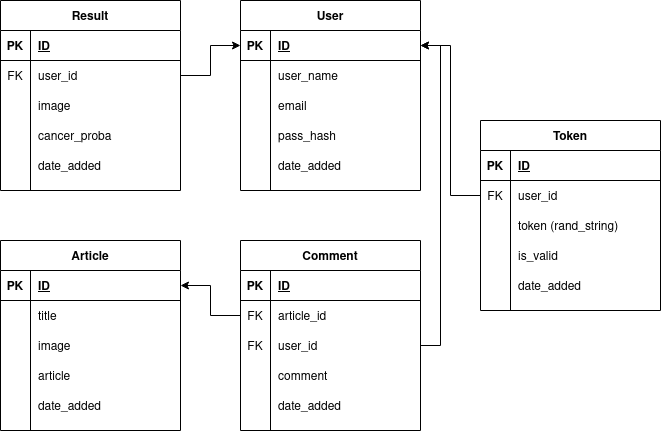 Result
PK ID
FK user_id
image
cancer_proba
date_added
User
PK ID
user_name
email
pass_hash
date_added
Token
PK ID
FK user_id
token (rand_string)
is_valid
date_added
Article
PK ID
title
image
article
date_added
Comment
PK ID
FK article_id
FK user_id
comment
date_added